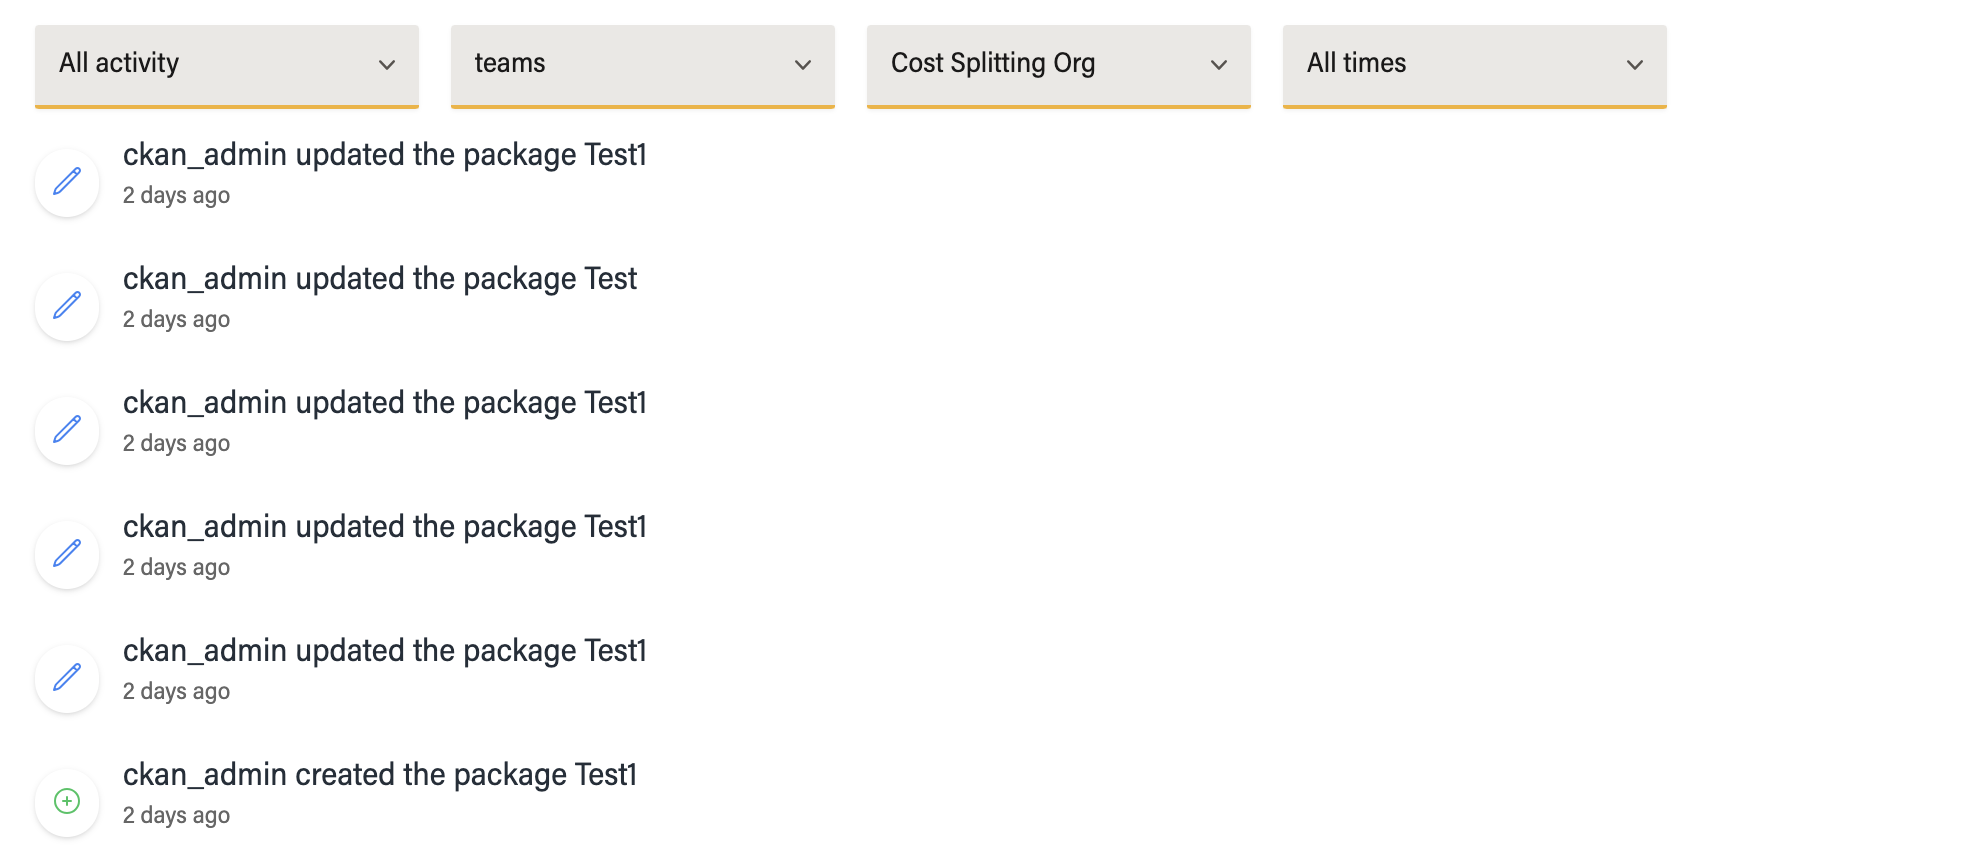 All activity
teams
Cost Splitting Org
All times
ckan_admin updated the package Test1
2 days ago
ckan_admin updated the package Test
2 days ago
ckan_admin updated the package Test1
2 days ago
ckan_admin updated the package Test1
2 days ago
ckan_admin updated the package Test1
2 days ago
ckan_admin created the package Test1
2 days ago